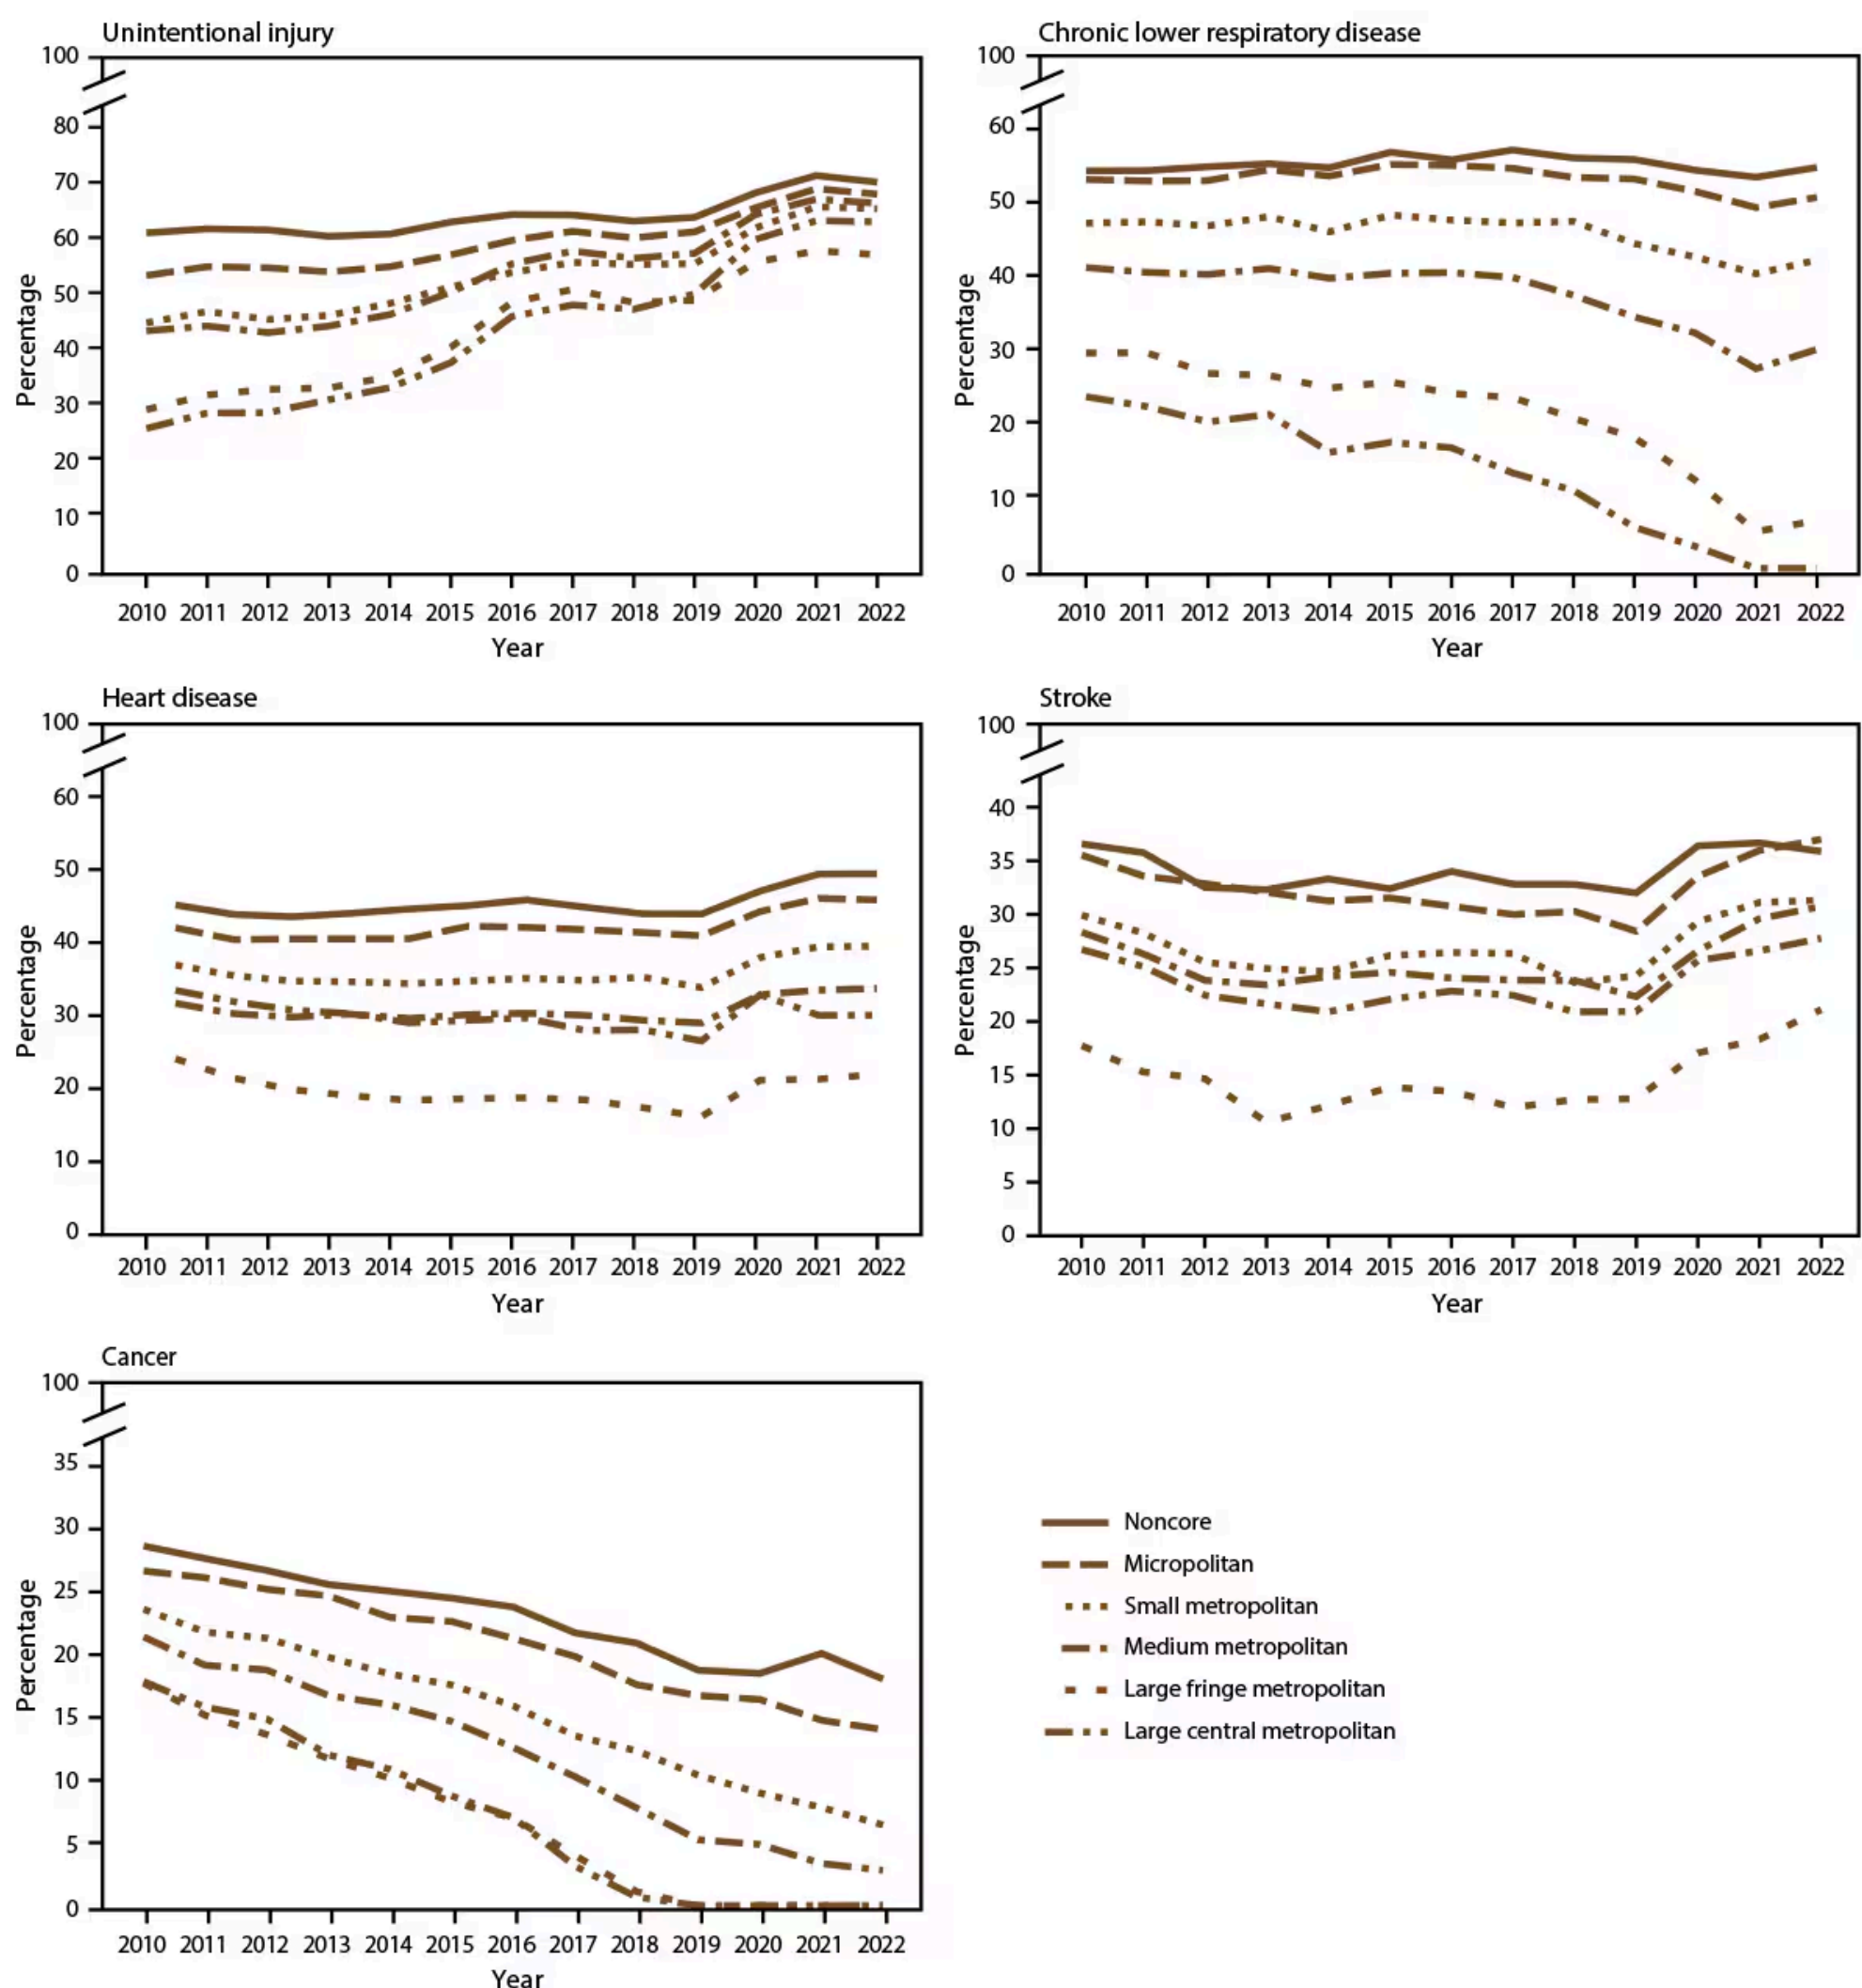 Unintentional injury
100
80
70
60
50
40
30
20
10
0
Percentage
2010 2011 2012 2013 2014 2015 2016 2017 2018 2019 2020 2021 2022
Year
Chronic lower respiratory disease
100
60
50
40
30
20
10
0
Percentage
2010 2011 2012 2013 2014 2015 2016 2017 2018 2019 2020 2021 2022
Year
Heart disease
100
60
50
40
30
20
10
0
Percentage
2010 2011 2012 2013 2014 2015 2016 2017 2018 2019 2020 2021 2022
Year
Stroke
100
40
35
30
25
20
15
10
5
0
Percentage
2010 2011 2012 2013 2014 2015 2016 2017 2018 2019 2020 2021 2022
Year
Cancer
100
35
30
25
20
15
10
5
0
Percentage
2010 2011 2012 2013 2014 2015 2016 2017 2018 2019 2020 2021 2022
Year
Noncore
Micropolitan
Small metropolitan
Medium metropolitan
Large fringe metropolitan
Large central metropolitan